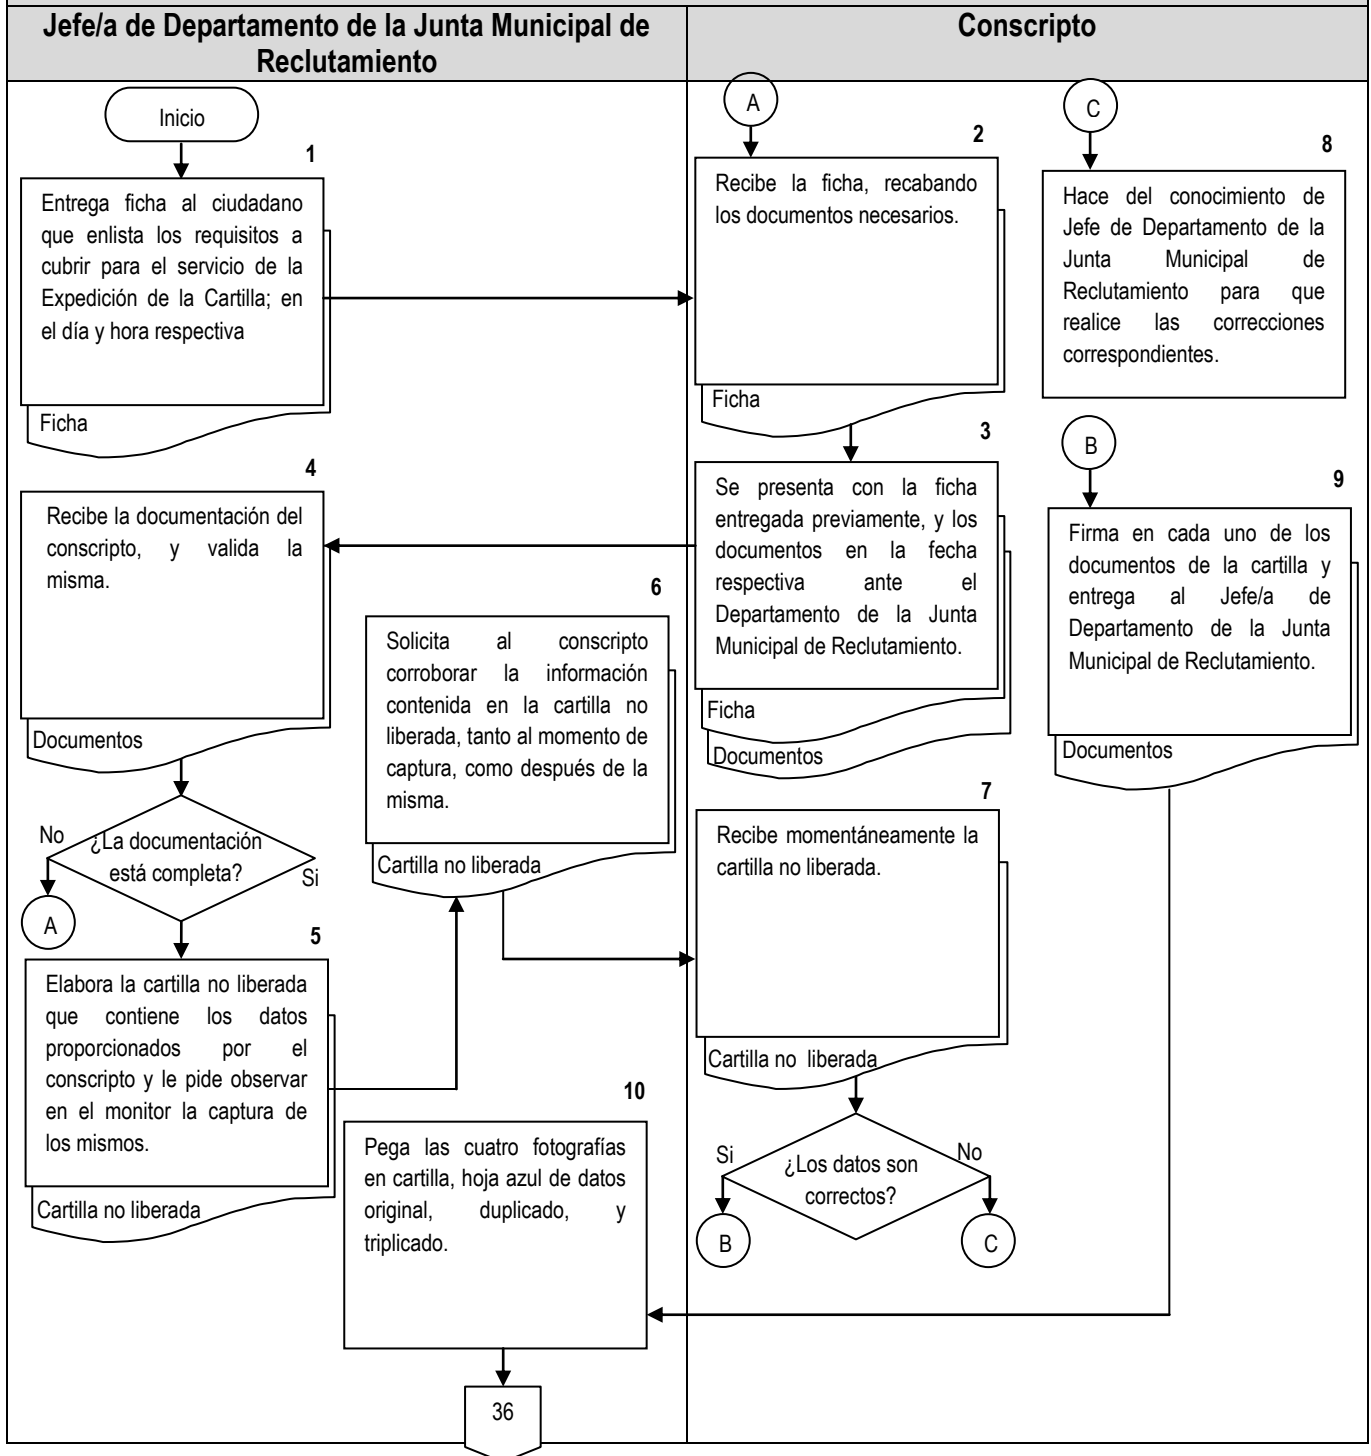 Jefe/a de Departamento de la Junta Municipal de
Reclutamiento
Conscripto
Inicio
1
Entrega ficha al ciudadano
que enlista los requisitos a
cubrir para el servicio de la
Expedición de la Cartilla; en
el día y hora respectiva
Ficha
A
2
Recibe la ficha, recabando
los documentos necesarios.
Ficha
3
Se presenta con la ficha
entregada previamente, y los
documentos en la fecha
respectiva ante el
Departamento de la Junta
Municipal de Reclutamiento.
Ficha
Documentos
4
Recibe la documentación del
conscripto, y valida la
misma.
Documentos
¿La documentación
está completa?
No
Si
A
5
Elabora la cartilla no liberada
que contiene los datos
proporcionados por el
conscripto y le pide observar
en el monitor la captura de
los mismos.
Cartilla no liberada
6
Solicita al conscripto
corroborar la información
contenida en la cartilla no
liberada, tanto al momento de
captura, como después de la
misma.
Cartilla no liberada
7
Recibe momentáneamente la
cartilla no liberada.
Cartilla no liberada
¿Los datos son
correctos?
Si
No
B
C
C
8
Hace del conocimiento de
Jefe de Departamento de la
Junta Municipal de
Reclutamiento para que
realice las correcciones
correspondientes.
B
9
Firma en cada uno de los
documentos de la cartilla y
entrega al Jefe/a de
Departamento de la Junta
Municipal de Reclutamiento.
Documentos
10
Pega las cuatro fotografías
en cartilla, hoja azul de datos
original, duplicado, y
triplicado.
36